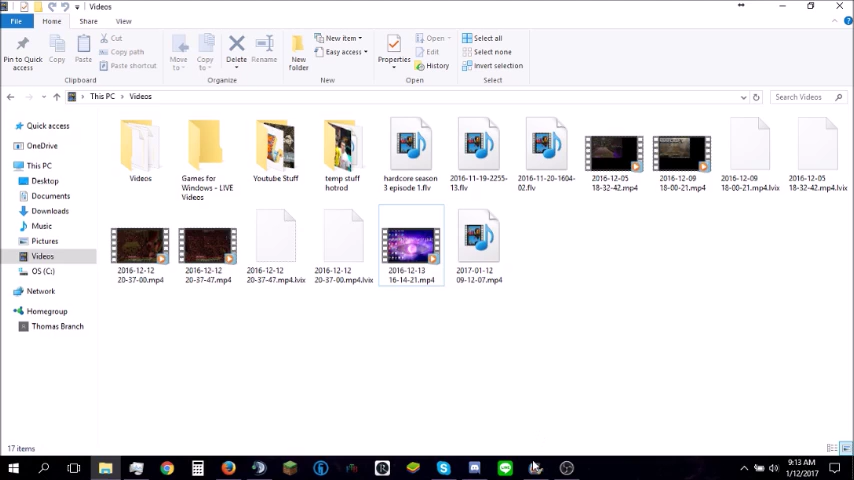 Videos
File
Home
Share
View
Pin to Quick
access
Copy
Paste
Cut
Copy path
Paste shortcut
Clipboard
Move
to
Copy
to
Delete
Rename
Organize
New
folder
New item
Easy access
New
Properties
Open
Edit
History
Open
Select all
Select none
Invert selection
Select
This PC
Videos
Search Videos
Quick access
OneDrive
This PC
Desktop
Documents
Downloads
Music
Pictures
Videos
OS (C:)
Network
Homegroup
Thomas Branch
Videos
Games for
Windows - LIVE
Videos
Youtube Stuff
temp stuff
hotrod
hardcore season
3 episode 1.flv
2016-11-19-2255-
13.flv
2016-11-20-1604-
02.flv
2016-12-05
18-32-42.mp4
2016-12-09
18-00-21.mp4
2016-12-09
18-00-21.mp4.lvix
2016-12-05
18-32-42.mp4.lvix
2016-12-12
20-37-00.mp4
2016-12-12
20-37-47.mp4
2016-12-12
20-37-47.mp4.lvix
2016-12-12
20-37-00.mp4.lvix
2016-12-13
16-14-21.mp4
2017-01-12
09-12-07.mp4
17 items
9:13 AM
1/12/2017